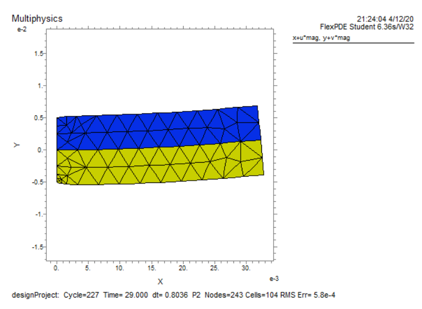 Multiphysics
21:24:04 4/12/20
FlexPDE Student 6.36s/W32
x+u*mag, y+v*mag
e-2
1.5
1.
0.5
0.
-0.5
-1.
-1.5
Y
0. 5. 10. 15. 20. 25. 30.
e-3
X
designProject: Cycle=227 Time= 29.000 dt= 0.8036 P2 Nodes=243 Cells=104 RMS Err= 5.8e-4